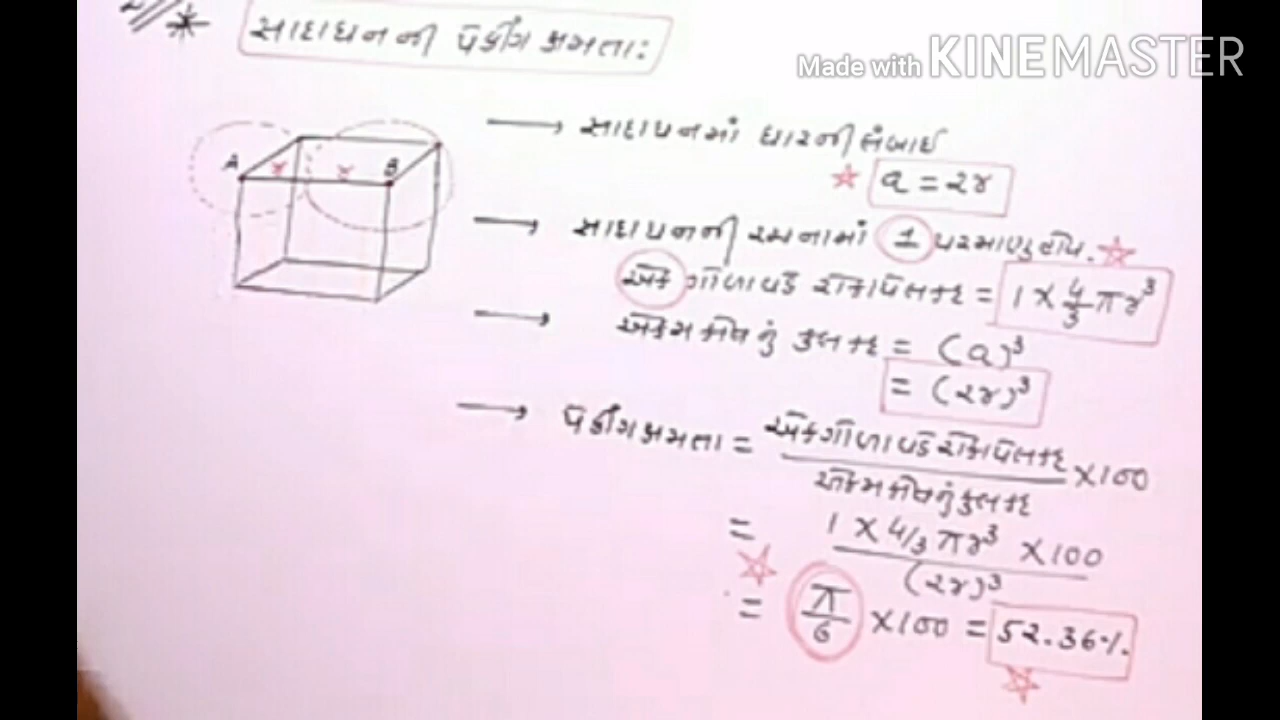 * સાદાઘનની પેકીંગ ક્ષમતા:
Made with KINEMASTER
A
r
r
B
→ સાદાઘનમાં ધારની લંબાઈ
a = 2r
→ સાદાઘનની રચનામાં 1 પરમાણુ હોય.
એક ગોળા વડે રોકાયેલ કદ = 1 × 4/3 πr³
→ એકમ કોષનું કુલ કદ = (a)³
= (2r)³
→ પેકીંગ ક્ષમતા = એક ગોળા વડે રોકાયેલ કદ / એકમ કોષનું કુલ કદ × 100
= 1 × 4/3 πr³ × 100 / (2r)³
= π/6 × 100 = 52.36%.